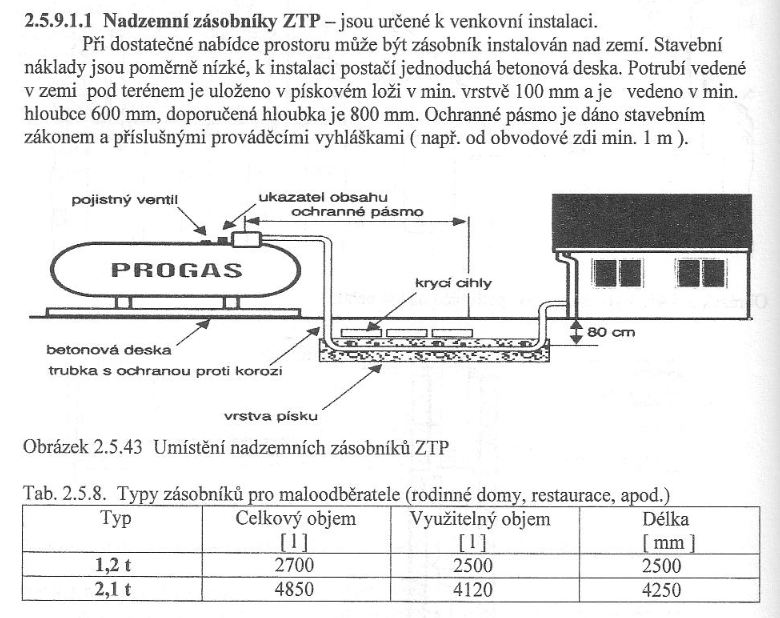 2.5.9.1.1 Nadzemní zásobníky ZTP – jsou určené k venkovní instalaci.
Při dostatečné nabídce prostoru může být zásobník instalován nad zemí. Stavební
náklady jsou poměrně nízké, k instalaci postačí jednoduchá betonová deska. Potrubí vedené
v zemi pod terénem je uloženo v pískovém loži v min. vrstvě 100 mm a je vedeno v min.
hloubce 600 mm, doporučená hloubka je 800 mm. Ochranné pásmo je dáno stavebním
zákonem a příslušnými prováděcími vyhláškami ( např. od obvodové zdi min. 1 m ).
pojistný ventil
ukazatel obsahu
ochranné pásmo
PROGAS
krycí cihly
80 cm
betonová deska
trubka s ochranou proti korozi
vrstva písku
Obrázek 2.5.43 Umístění nadzemních zásobníků ZTP
Tab. 2.5.8. Typy zásobníků pro maloodběratele (rodinné domy, restaurace, apod.)
Typ Celkový objem Využitelný objem Délka
[ l ] [ l ] [ mm ]
1,2 t 2700 2500 2500
2,1 t 4850 4120 4250